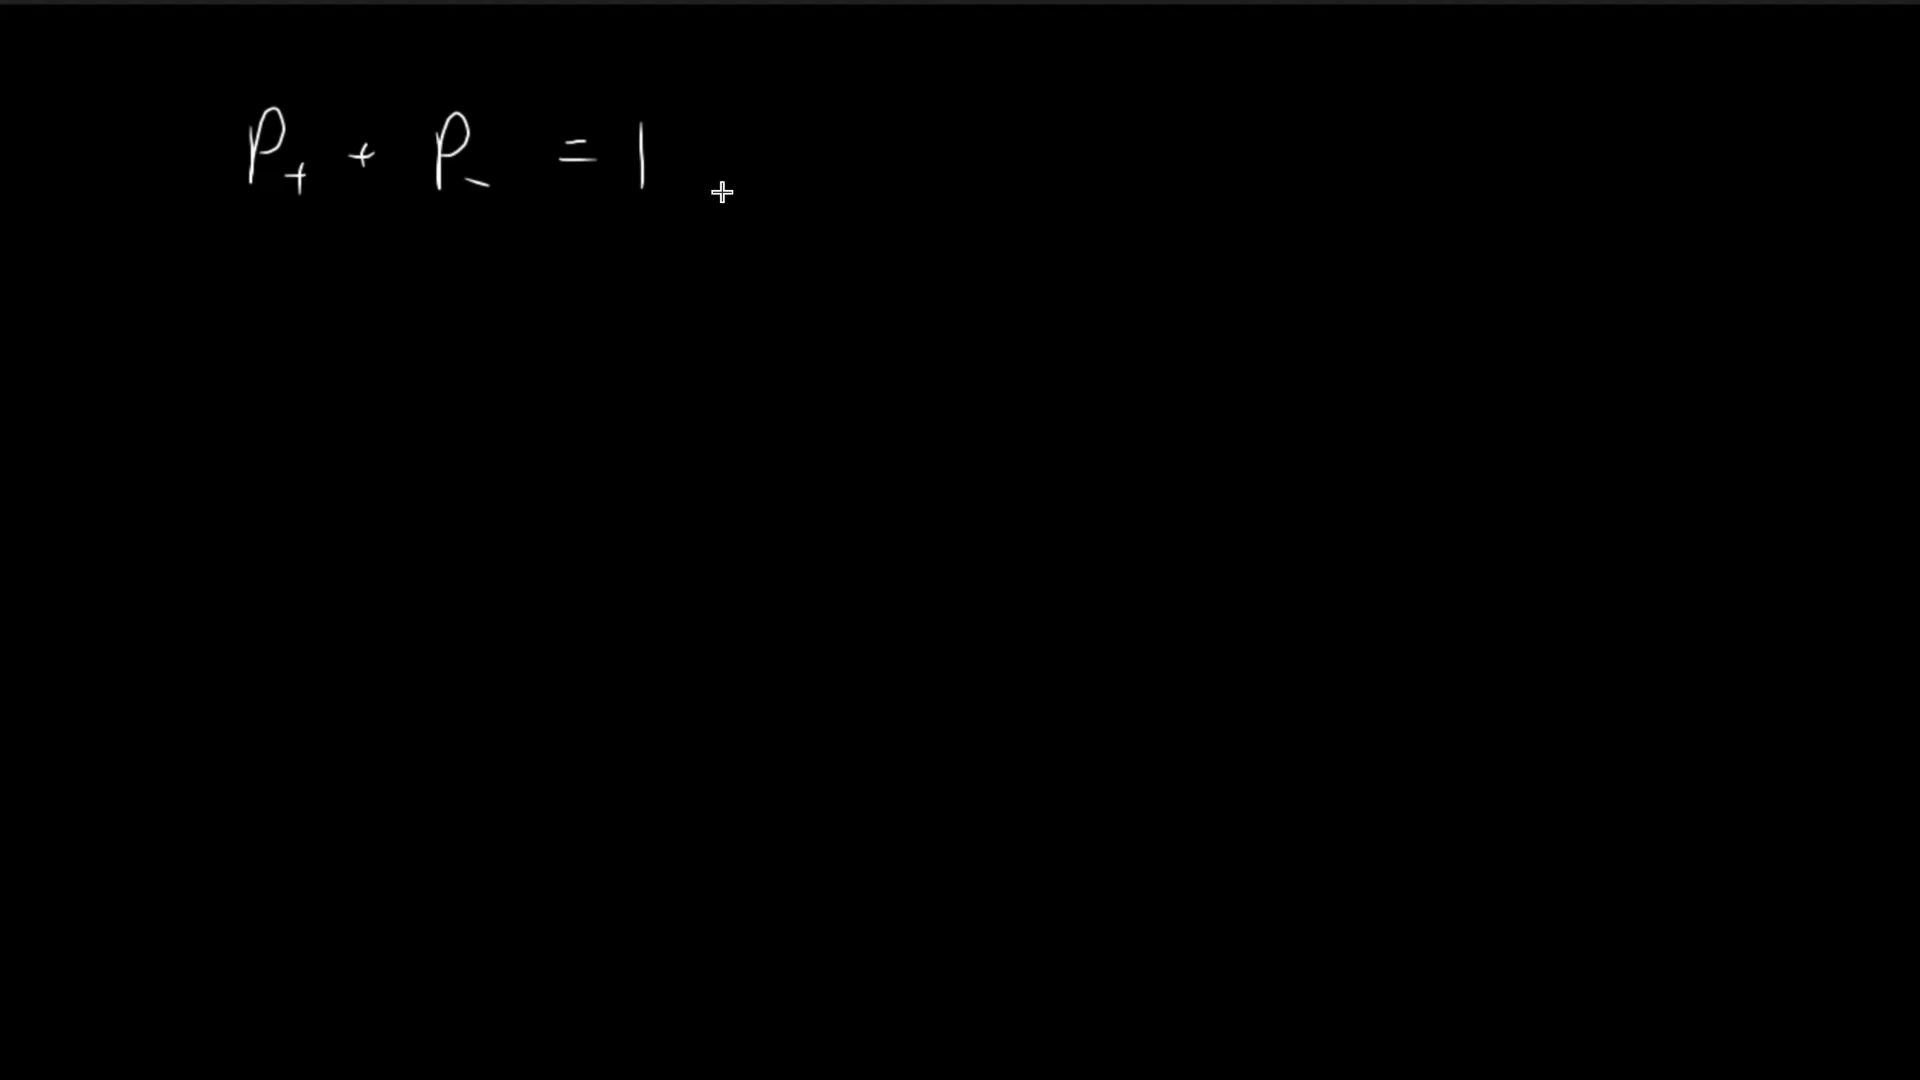 P₊ + P₋ = 1